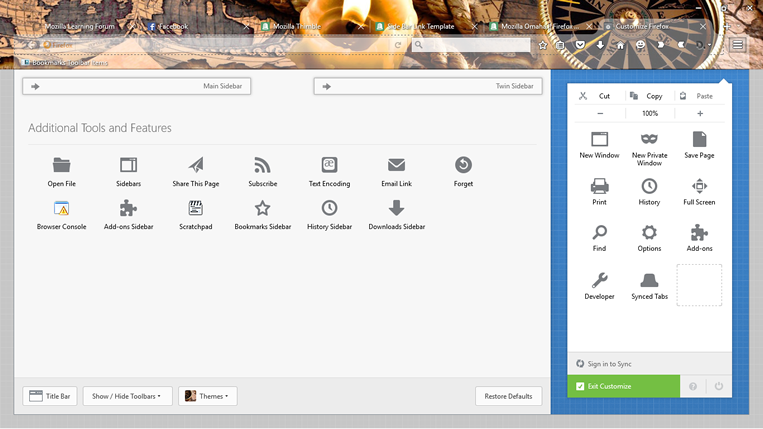 Mozilla Learning Forum
Facebook
Mozilla Thimble
Side Bar Link Template
Mozilla Omaha Firefox
Customize Firefox
Firefox
Bookmarks Toolbar Items
Main Sidebar
Twin Sidebar
Additional Tools and Features
Open File
Sidebars
Share This Page
Subscribe
æ
Text Encoding
Email Link
Forget
Browser Console
Add-ons Sidebar
Scratchpad
Bookmarks Sidebar
History Sidebar
Downloads Sidebar
Title Bar
Show / Hide Toolbars
Themes
Restore Defaults
Cut
Copy
Paste
100%
New Window
New Private
Window
Save Page
Print
History
Full Screen
Find
Options
Add-ons
Developer
Synced Tabs
Sign in to Sync
Exit Customize